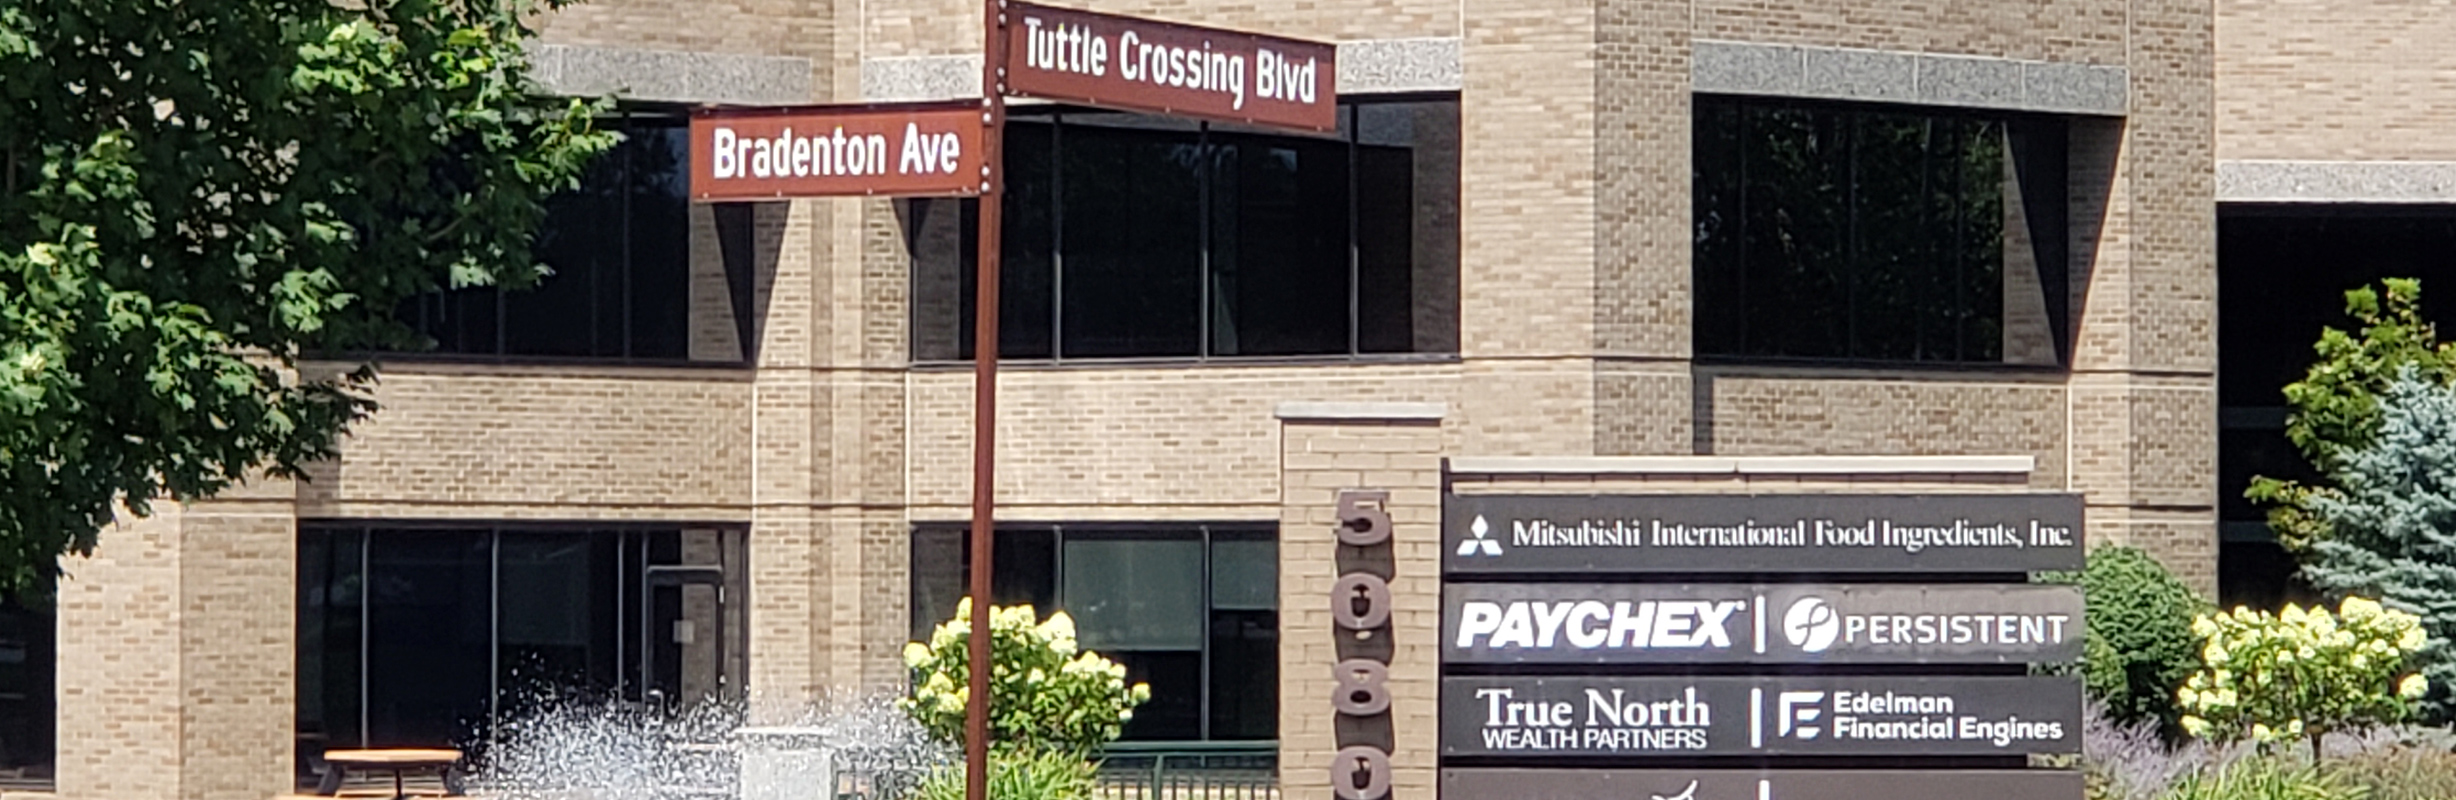 Tuttle Crossing Blvd
Bradenton Ave
5080
Mitsubishi International Food Ingredients, Inc.
PAYCHEX® | PERSISTENT
True North
WEALTH PARTNERS
Edelman
Financial Engines